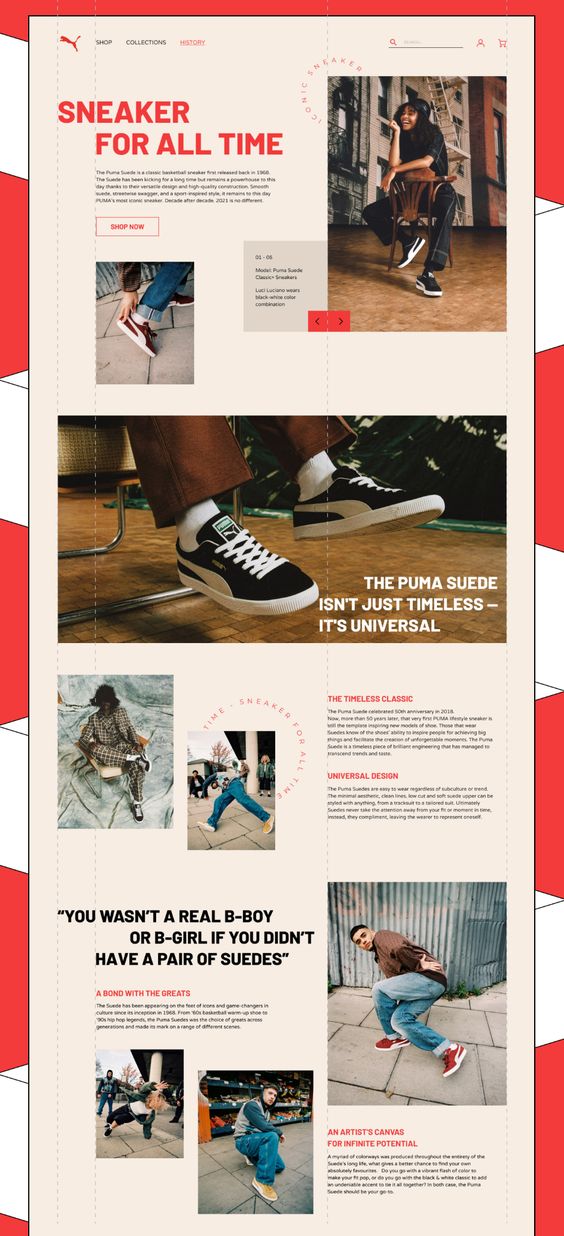 SHOP
COLLECTIONS
HISTORY
SEARCH...
ICONIC SNEAKER
SNEAKER
FOR ALL TIME
The Puma Suede is a classic basketball sneaker first released back in 1968.
The Suede has been kicking for a long time but remains a powerhouse to this
day thanks to their versatile design and high-quality construction. Smooth
suede, streetwise swagger, and a sport-inspired style, it remains to this day
PUMA's most iconic sneaker. Decade after decade. 2021 is no different.
SHOP NOW
01 - 06
Model: Puma Suede
Classic+ Sneakers
Luci Luciano wears
black-white color
combination
THE PUMA SUEDE
ISN'T JUST TIMELESS –
IT'S UNIVERSAL
TIME - SNEAKER FOR ALL TIME
THE TIMELESS CLASSIC
The Puma Suede celebrated 50th anniversary in 2018.
Now, more than 50 years later, that very first PUMA lifestyle sneaker is
still the template inspiring new models of shoe. Those that wear
Suedes know of the shoes' ability to inspire people for achieving big
things and facilitate the creation of unforgettable moments. The Puma
Suede is a timeless piece of brilliant engineering that has managed to
transcend trends and taste.
UNIVERSAL DESIGN
The Puma Suedes are easy to wear regardless of subculture or trend.
The minimal aesthetic, clean lines, low cut and soft suede upper can be
styled with anything, from a tracksuit to a tailored suit. Ultimately
Suedes never take the attention away from your fit or moment in time,
instead, they compliment, leaving the wearer to represent oneself.
“YOU WASN’T A REAL B-BOY
OR B-GIRL IF YOU DIDN’T
HAVE A PAIR OF SUEDES”
A BOND WITH THE GREATS
The Suede has been appearing on the feet of icons and game-changers in
culture since its inception in 1968. From '60s basketball warm-up shoe to
'90s hip hop legends, the Puma Suedes was the choice of greats across
generations and made its mark on a range of different scenes.
AN ARTIST'S CANVAS
FOR INFINITE POTENTIAL
A myriad of colorways was produced throughout the entirety of the
Suede's long life, what gives a better chance to find your own
absolutely favourites. Do you go with a vibrant flash of color to
make your fit pop, or do you go with the black & white classic to add
an undeniable accent to tie it all together? In both case, the Puma
Suede should be your go-to.